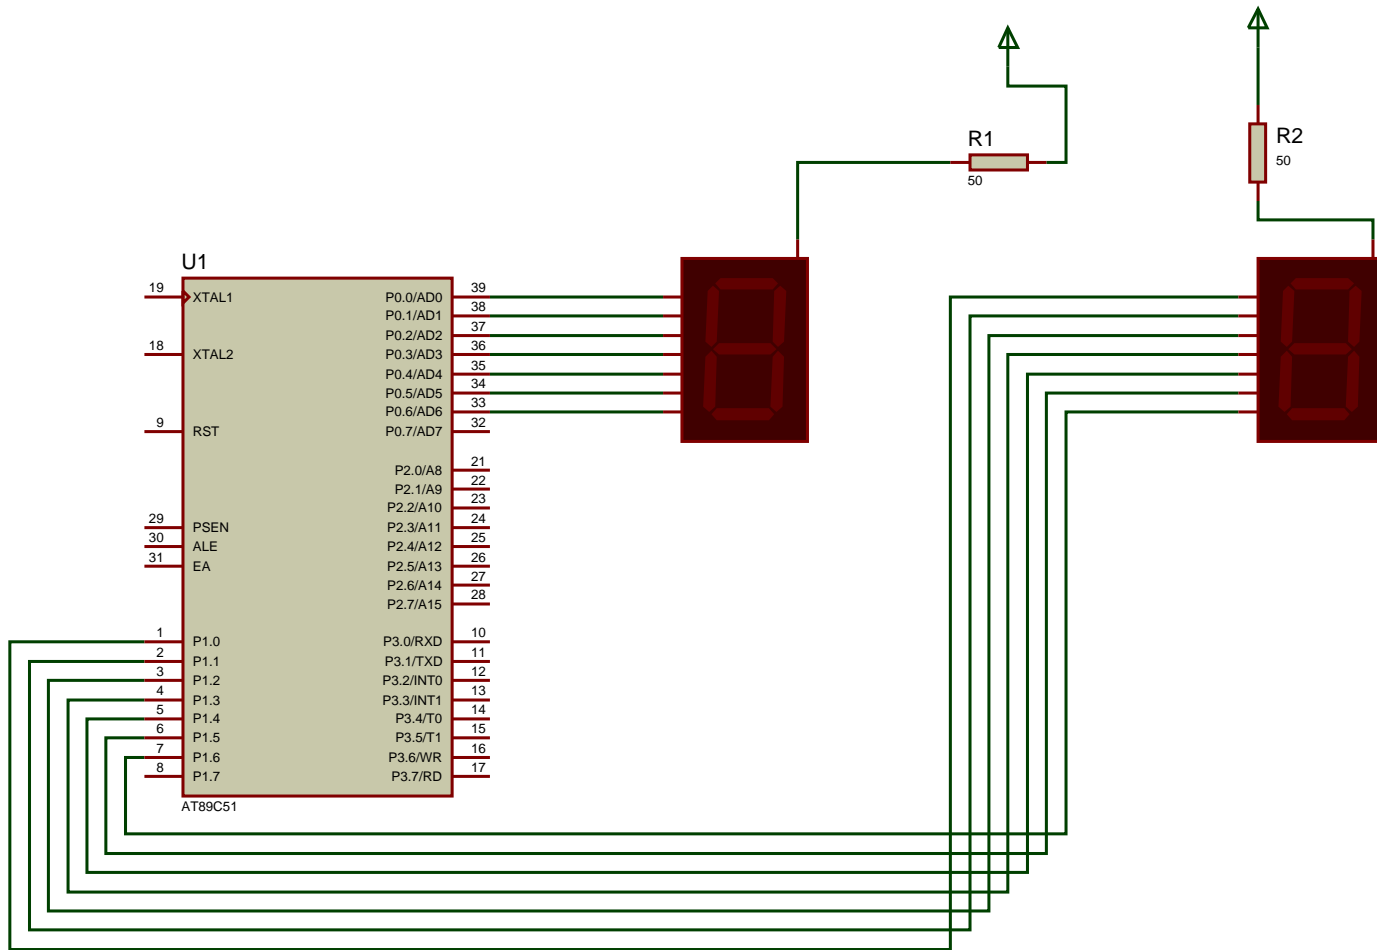 R1
50
R2
50
U1
19 XTAL1 P0.0/AD0 39
P0.1/AD1 38
P0.2/AD2 37
18 XTAL2 P0.3/AD3 36
P0.4/AD4 35
P0.5/AD5 34
P0.6/AD6 33
9 RST P0.7/AD7 32
P2.0/A8 21
P2.1/A9 22
P2.2/A10 23
29 PSEN P2.3/A11 24
30 ALE P2.4/A12 25
31 EA P2.5/A13 26
P2.6/A14 27
P2.7/A15 28
1 P1.0 P3.0/RXD 10
2 P1.1 P3.1/TXD 11
3 P1.2 P3.2/INT0 12
4 P1.3 P3.3/INT1 13
5 P1.4 P3.4/T0 14
6 P1.5 P3.5/T1 15
7 P1.6 P3.6/WR 16
8 P1.7 P3.7/RD 17
AT89C51